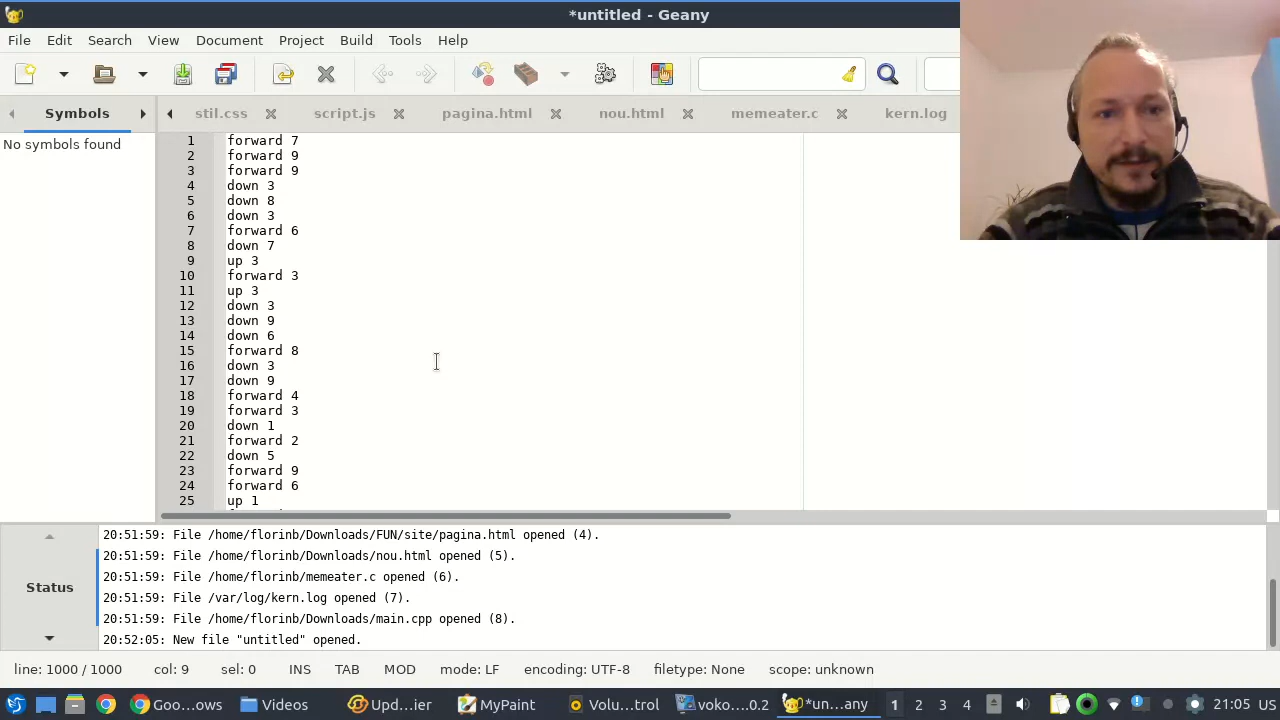 *untitled - Geany
File Edit Search View Document Project Build Tools Help
Symbols stil.css script.js pagina.html nou.html memeater.c kern.log
No symbols found
1 forward 7
2 forward 9
3 forward 9
4 down 3
5 down 8
6 down 3
7 forward 6
8 down 7
9 up 3
10 forward 3
11 up 3
12 down 3
13 down 9
14 down 6
15 forward 8
16 down 3
17 down 9
18 forward 4
19 forward 3
20 down 1
21 forward 2
22 down 5
23 forward 9
24 forward 6
25 up 1
Status
20:51:59: File /home/florinb/Downloads/FUN/site/pagina.html opened (4).
20:51:59: File /home/florinb/Downloads/nou.html opened (5).
20:51:59: File /home/florinb/memeater.c opened (6).
20:51:59: File /var/log/kern.log opened (7).
20:51:59: File /home/florinb/Downloads/main.cpp opened (8).
20:52:05: New file "untitled" opened.
line: 1000 / 1000 col: 9 sel: 0 INS TAB MOD mode: LF encoding: UTF-8 filetype: None scope: unknown
Goo...ows Videos Upd...ier MyPaint Volu...trol voko....0.2 *un...any 1 2 3 4 21:05 US